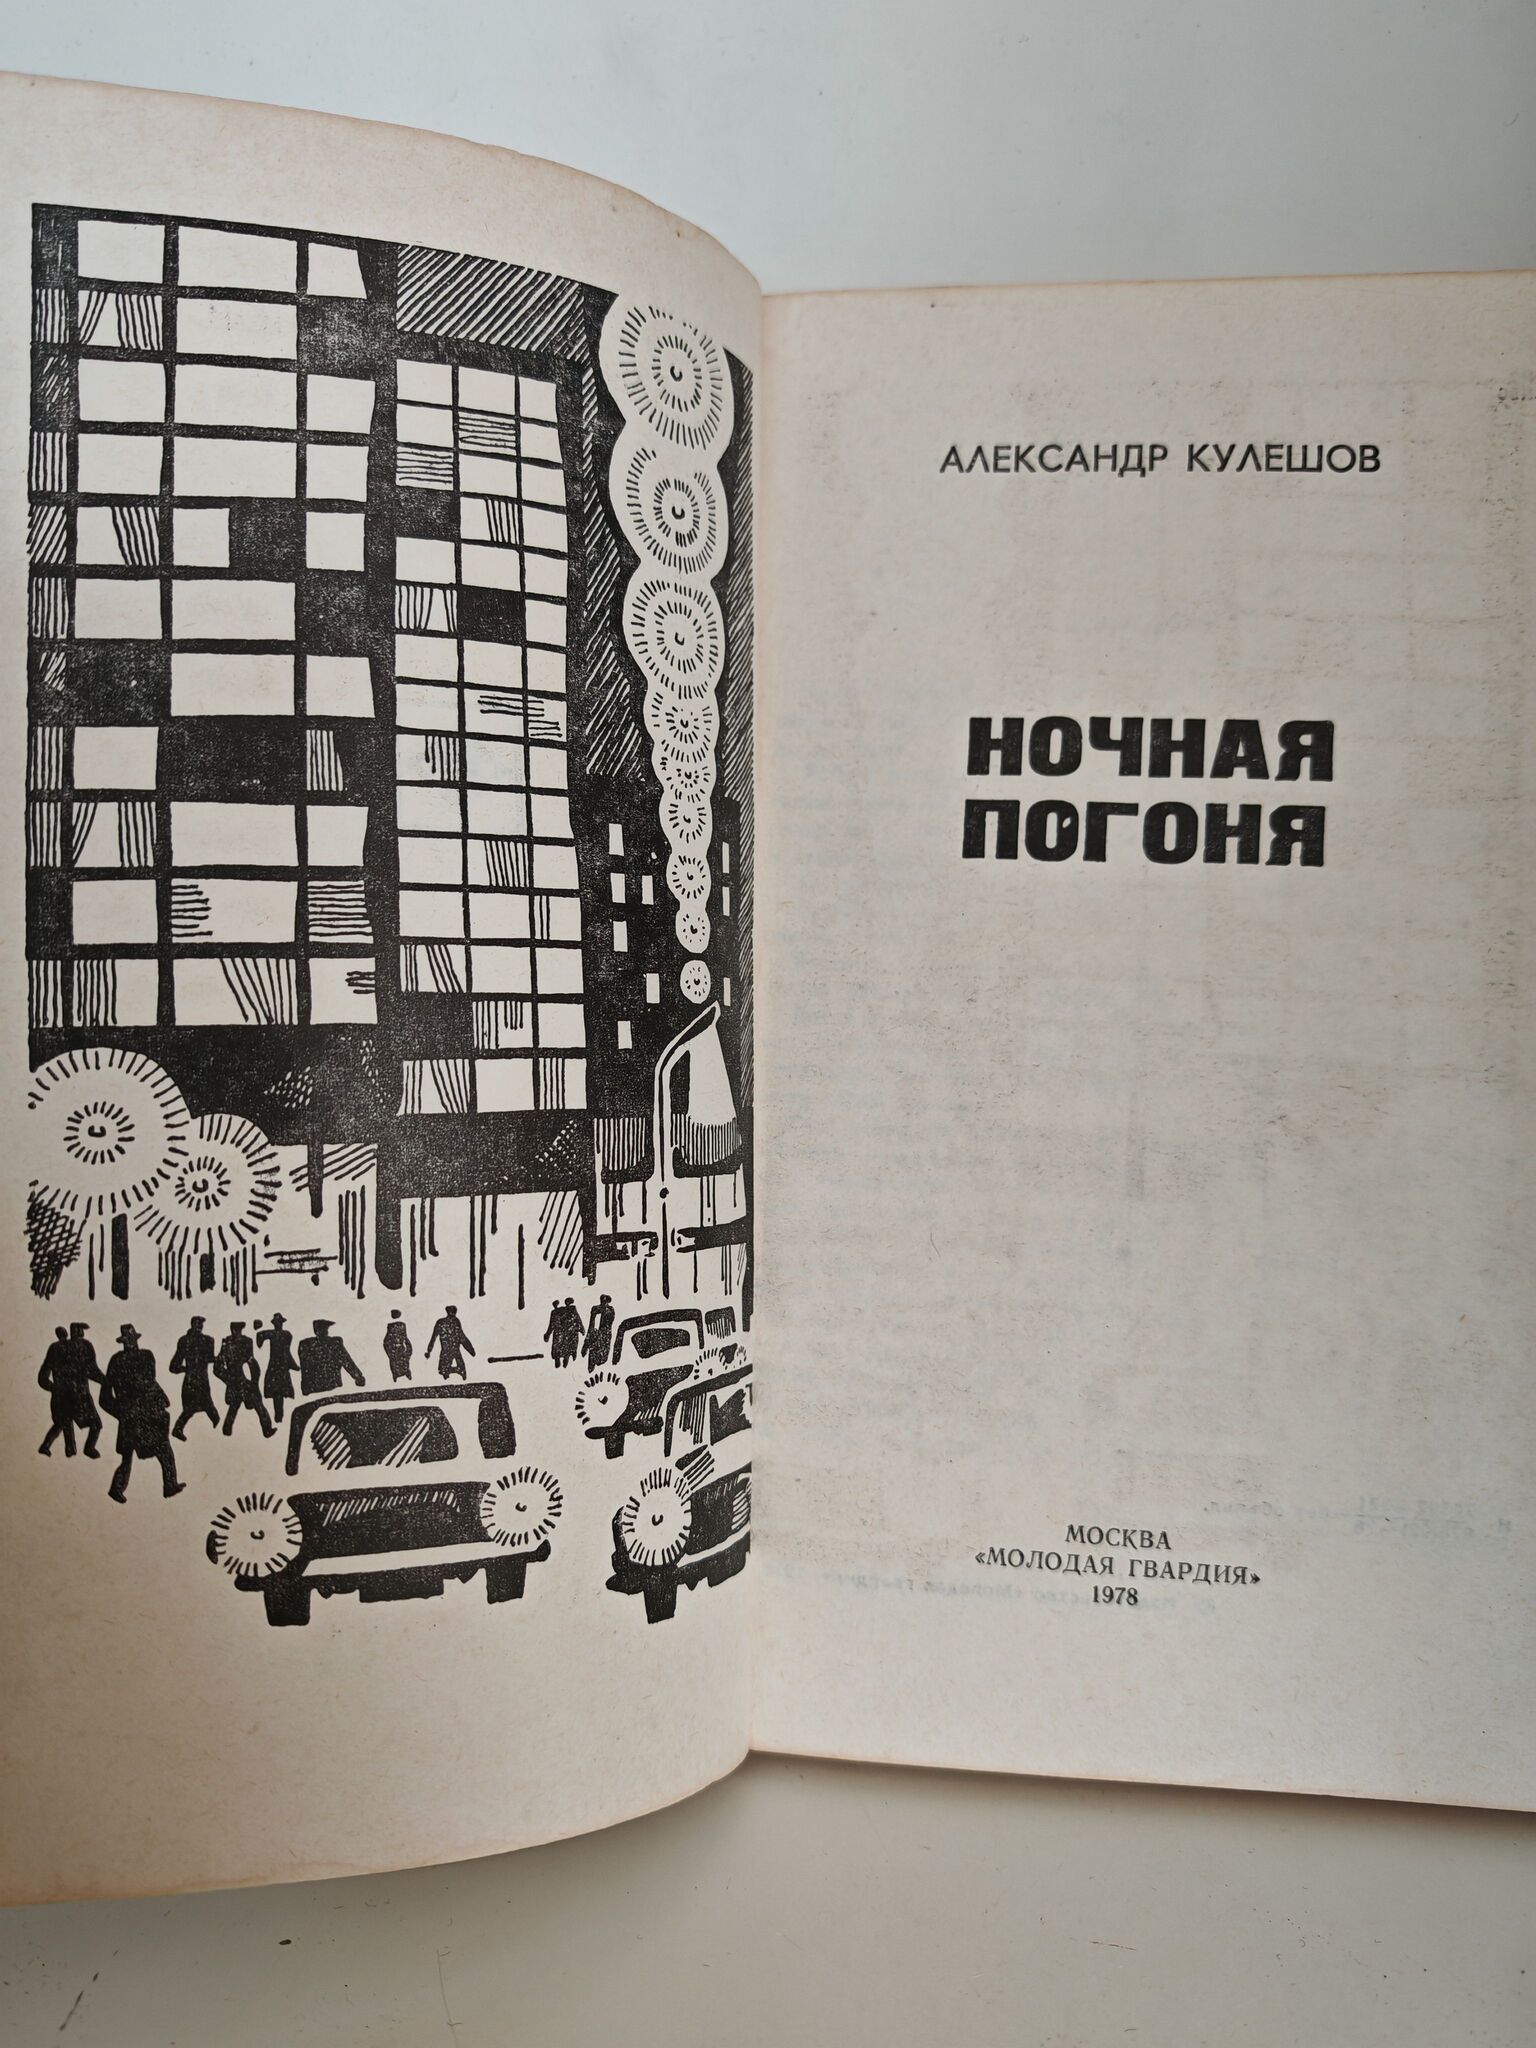 АЛЕКСАНДР КУЛЕШОВ
НОЧНАЯ
ПОГОНЯ
МОСКВА
«МОЛОДАЯ ГВАРДИЯ»
1978